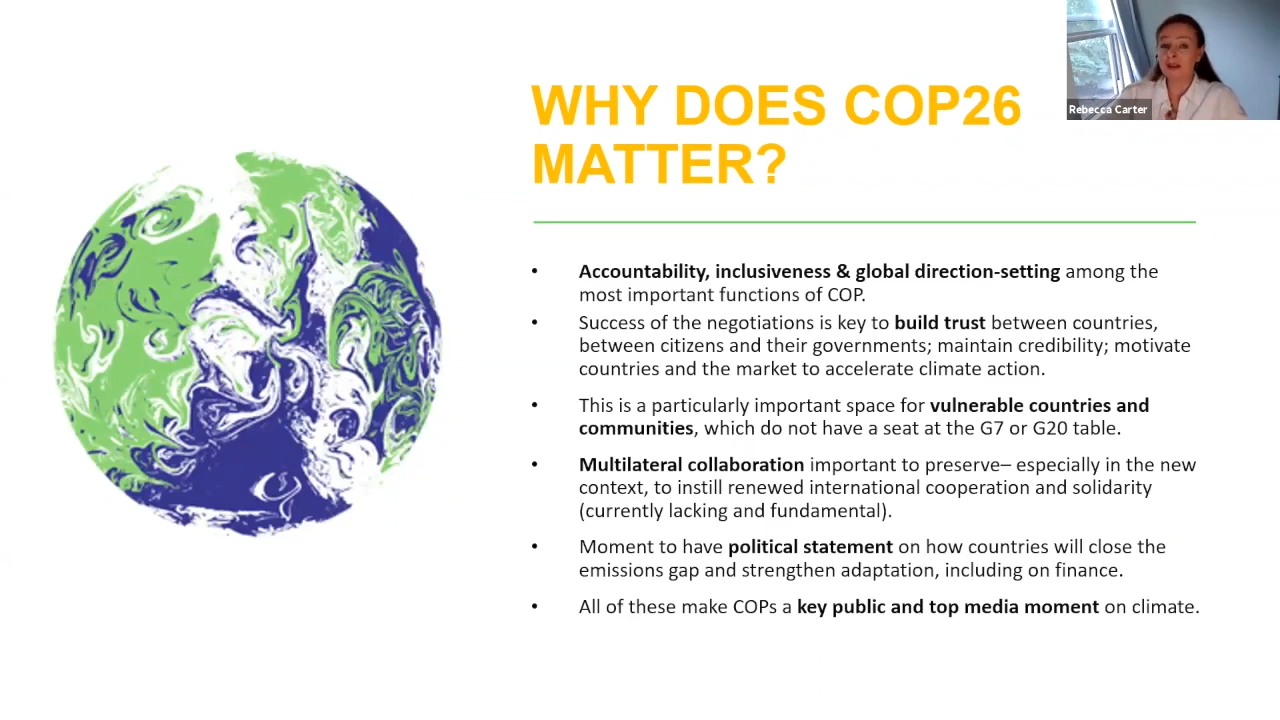 WHY DOES COP26
MATTER?
Rebecca Carter
• Accountability, inclusiveness & global direction-setting among the
most important functions of COP.
• Success of the negotiations is key to build trust between countries,
between citizens and their governments; maintain credibility; motivate
countries and the market to accelerate climate action.
• This is a particularly important space for vulnerable countries and
communities, which do not have a seat at the G7 or G20 table.
• Multilateral collaboration important to preserve– especially in the new
context, to instill renewed international cooperation and solidarity
(currently lacking and fundamental).
• Moment to have political statement on how countries will close the
emissions gap and strengthen adaptation, including on finance.
• All of these make COPs a key public and top media moment on climate.